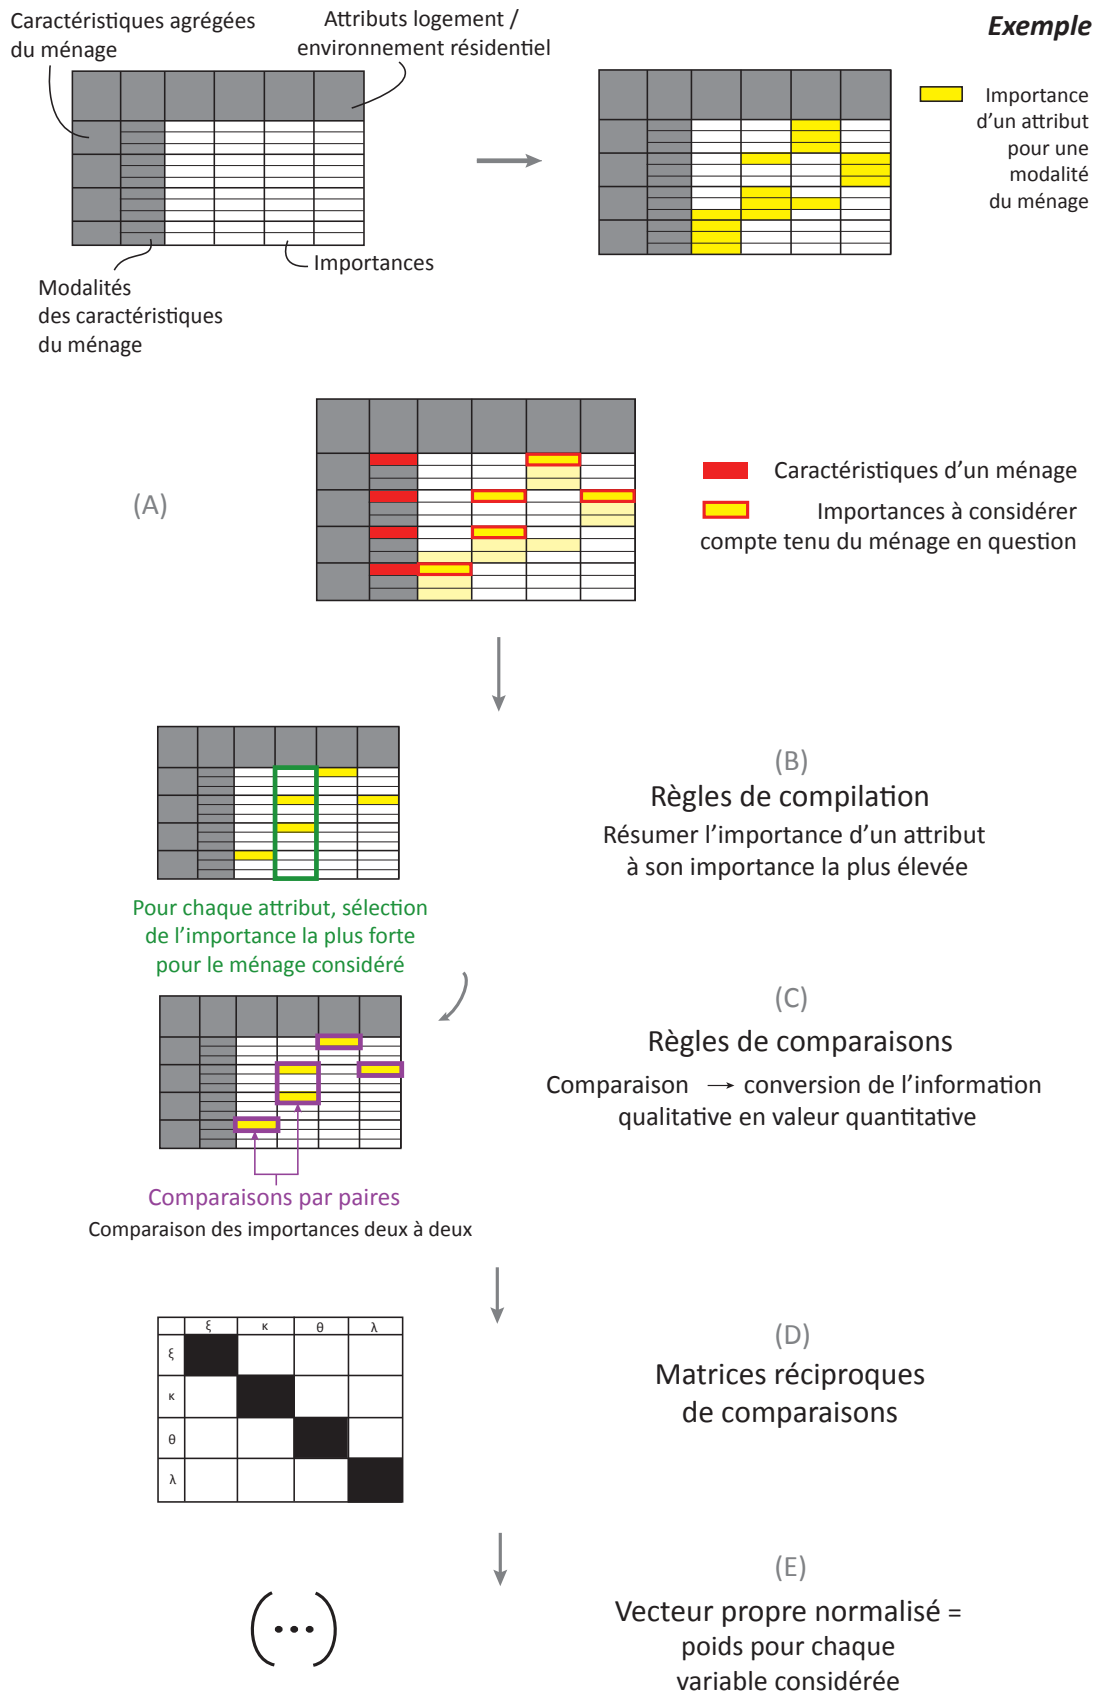 Caractéristiques agrégées
du ménage
Attributs logement /
environnement résidentiel
Exemple
Importance
d'un attribut
pour une
modalité
du ménage
Importances
Modalités
des caractéristiques
du ménage
(A)
Caractéristiques d'un ménage
Importances à considérer
compte tenu du ménage en question
(B)
Règles de compilation
Résumer l'importance d'un attribut
à son importance la plus élevée
Pour chaque attribut, sélection
de l'importance la plus forte
pour le ménage considéré
(C)
Règles de comparaisons
Comparaison → conversion de l'information
qualitative en valeur quantitative
Comparaisons par paires
Comparaison des importances deux à deux
ξ κ θ λ
ξ
κ
θ
λ
(D)
Matrices réciproques
de comparaisons
(E)
Vecteur propre normalisé =
poids pour chaque
variable considérée
(...)